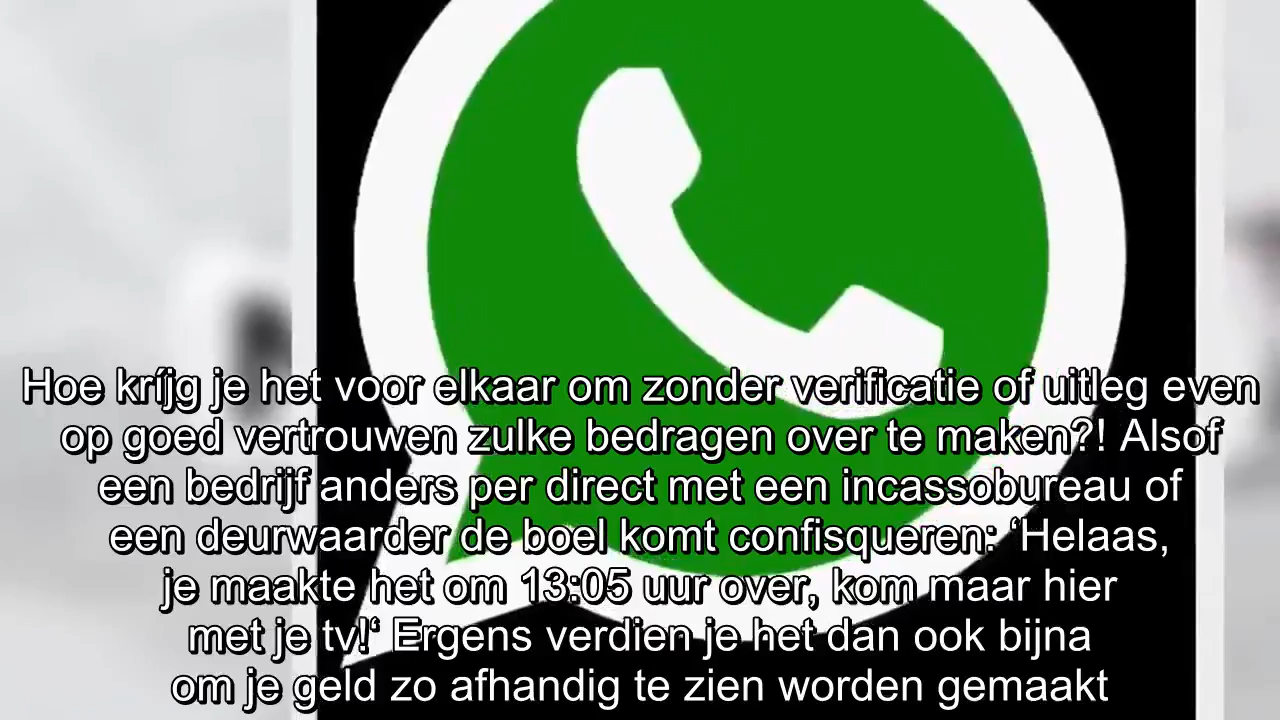 Hoe kríjg je het voor elkaar om zonder verificatie of uitleg even
op goed vertrouwen zulke bedragen over te maken?! Alsof
een bedrijf anders per direct met een incassobureau of
een deurwaarder de boel komt confisqueren: ‘Helaas,
je maakte het om 13:05 uur over, kom maar hier
met je tv!‘ Ergens verdien je het dan ook bijna
om je geld zo afhandig te zien worden gemaakt